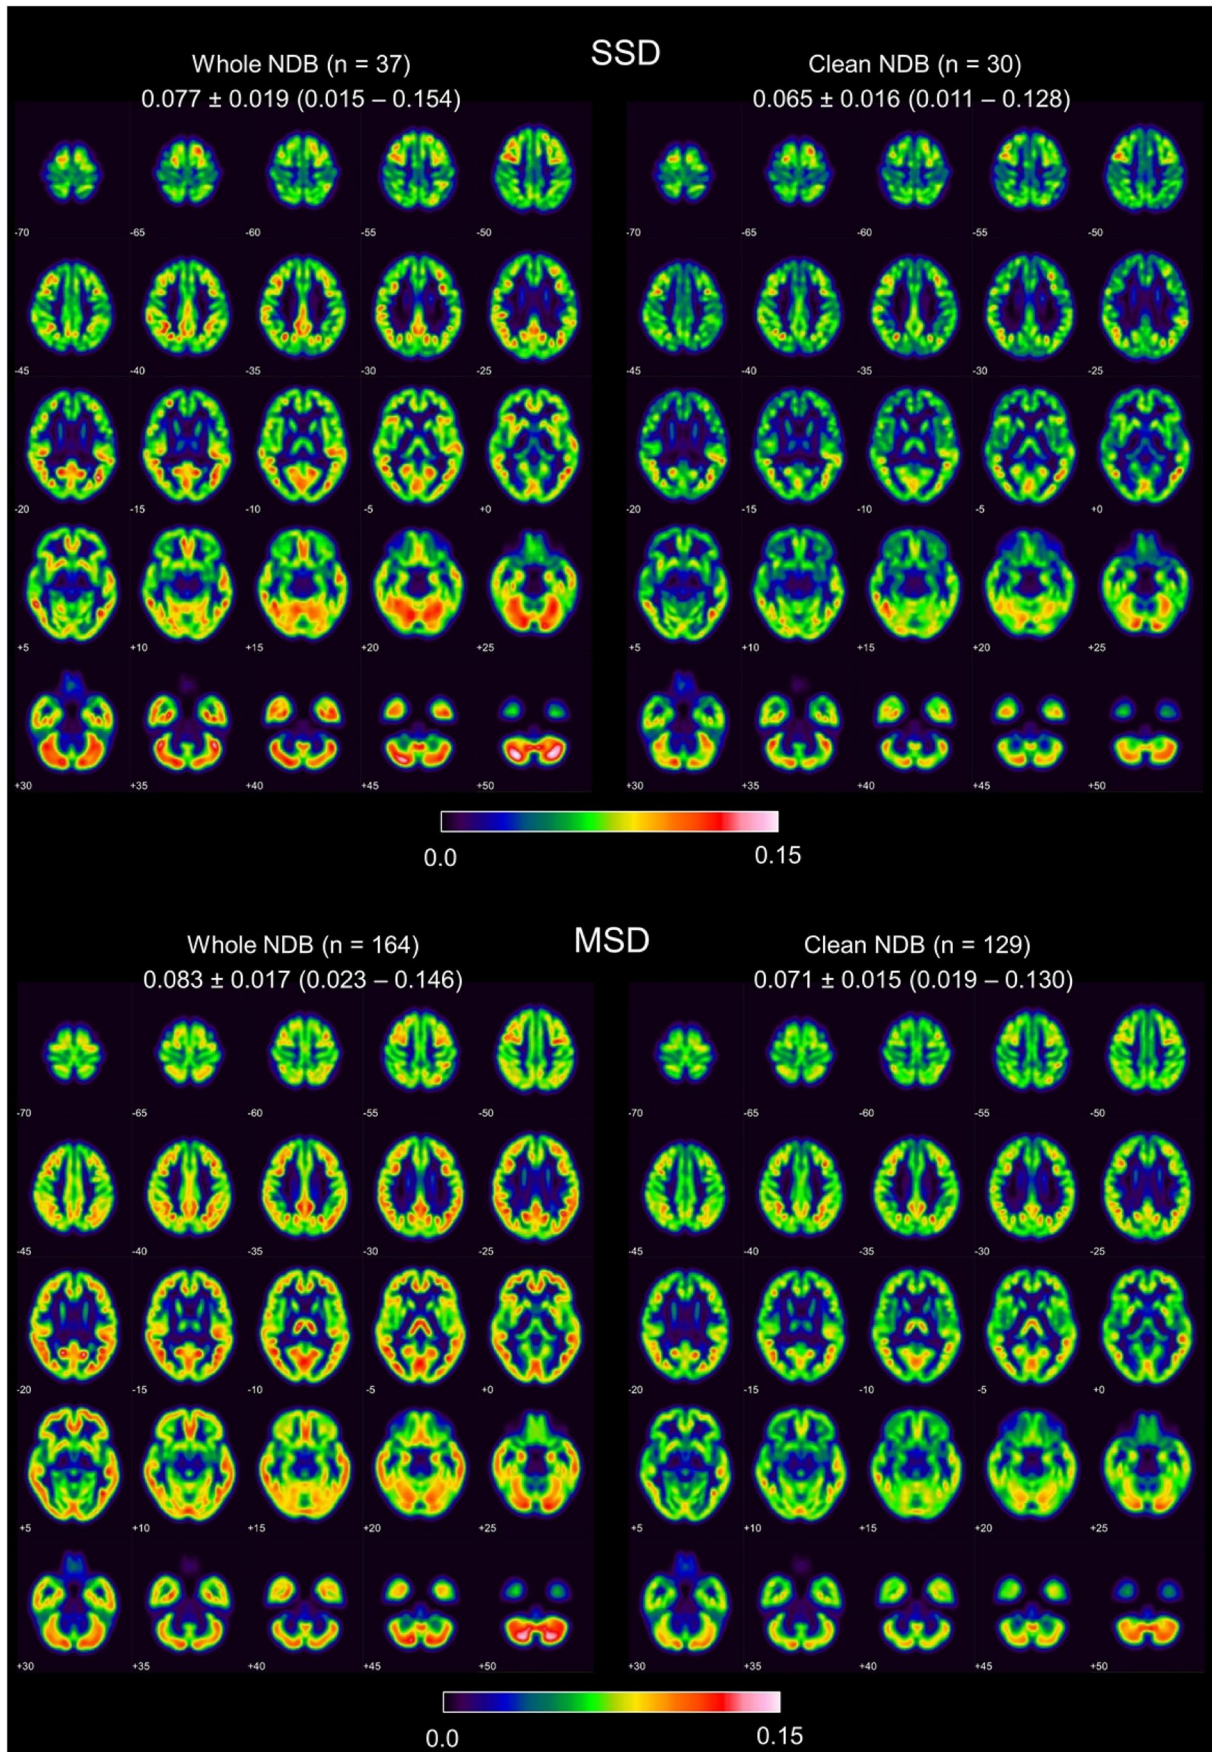 SSD
Whole NDB (n = 37)
0.077 ± 0.019 (0.015 – 0.154)
Clean NDB (n = 30)
0.065 ± 0.016 (0.011 – 0.128)
-70 -65 -60 -55 -50
-70 -65 -60 -55 -50
-45 -40 -35 -30 -25
-45 -40 -35 -30 -25
-20 -15 -10 -5 +0
-20 -15 -10 -5 +0
+5 +10 +15 +20 +25
+5 +10 +15 +20 +25
+30 +35 +40 +45 +50
+30 +35 +40 +45 +50
0.0 0.15
MSD
Whole NDB (n = 164)
0.083 ± 0.017 (0.023 – 0.146)
Clean NDB (n = 129)
0.071 ± 0.015 (0.019 – 0.130)
-70 -65 -60 -55 -50
-70 -65 -60 -55 -50
-45 -40 -35 -30 -25
-45 -40 -35 -30 -25
-20 -15 -10 -5 +0
-20 -15 -10 -5 +0
+5 +10 +15 +20 +25
+5 +10 +15 +20 +25
+30 +35 +40 +45 +50
+30 +35 +40 +45 +50
0.0 0.15